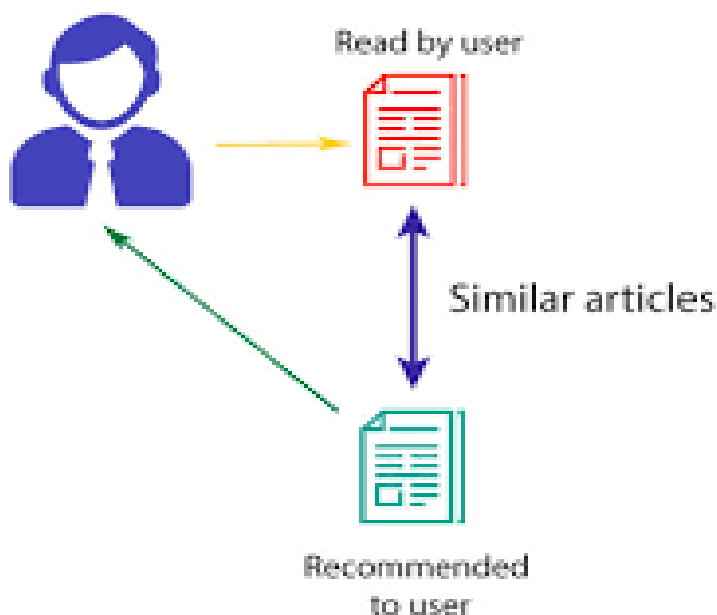 Read by user
Similar articles
Recommended
to user